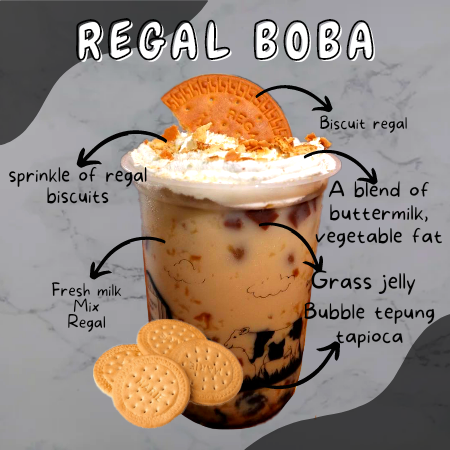 REGAL BOBA
REGAL
Biscuit regal
sprinkle of regal
biscuits
A blend of
buttermilk,
vegetable fat
Fresh milk
Mix
Regal
Grass jelly
Bubble tepung
tapioca